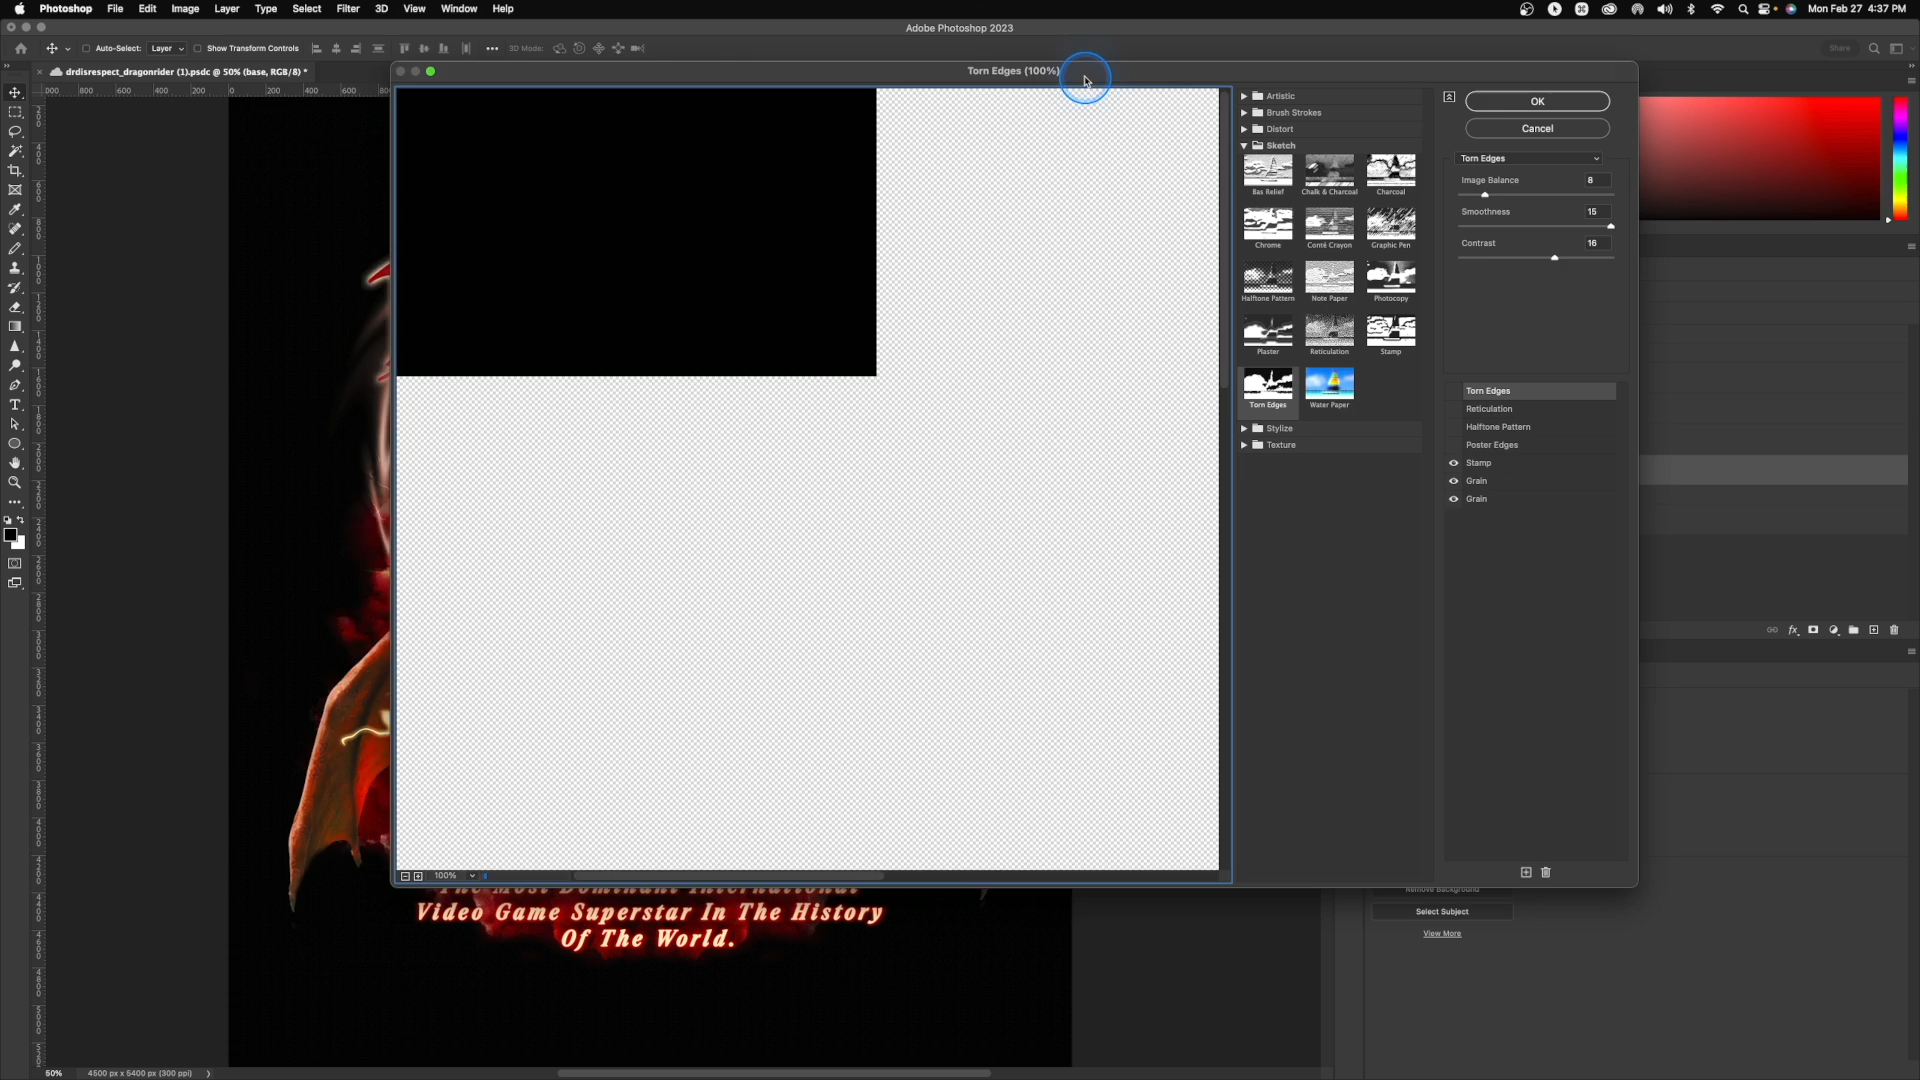 Photoshop File Edit Image Layer Type Select Filter 3D View Window Help
Mon Feb 27 4:37 PM
Adobe Photoshop 2023
Auto-Select: Layer Show Transform Controls 3D Mode: Share
drdisrespect_dragonrider (1).psdc @ 50% (base, RGB/8) *
Torn Edges (100%)
Artistic
Brush Strokes
Distort
Sketch
Bas Relief Chalk & Charcoal Charcoal
Chrome Conté Crayon Graphic Pen
Halftone Pattern Note Paper Photocopy
Plaster Reticulation Stamp
Torn Edges Water Paper
Stylize
Texture
OK
Cancel
Torn Edges
Image Balance 8
Smoothness 15
Contrast 16
Torn Edges
Reticulation
Halftone Pattern
Poster Edges
Stamp
Grain
Grain
100%
The Most Dominant International
Video Game Superstar In The History
Of The World.
Remove Background
Select Subject
View More
50% 4500 px x 5400 px (300 ppi)